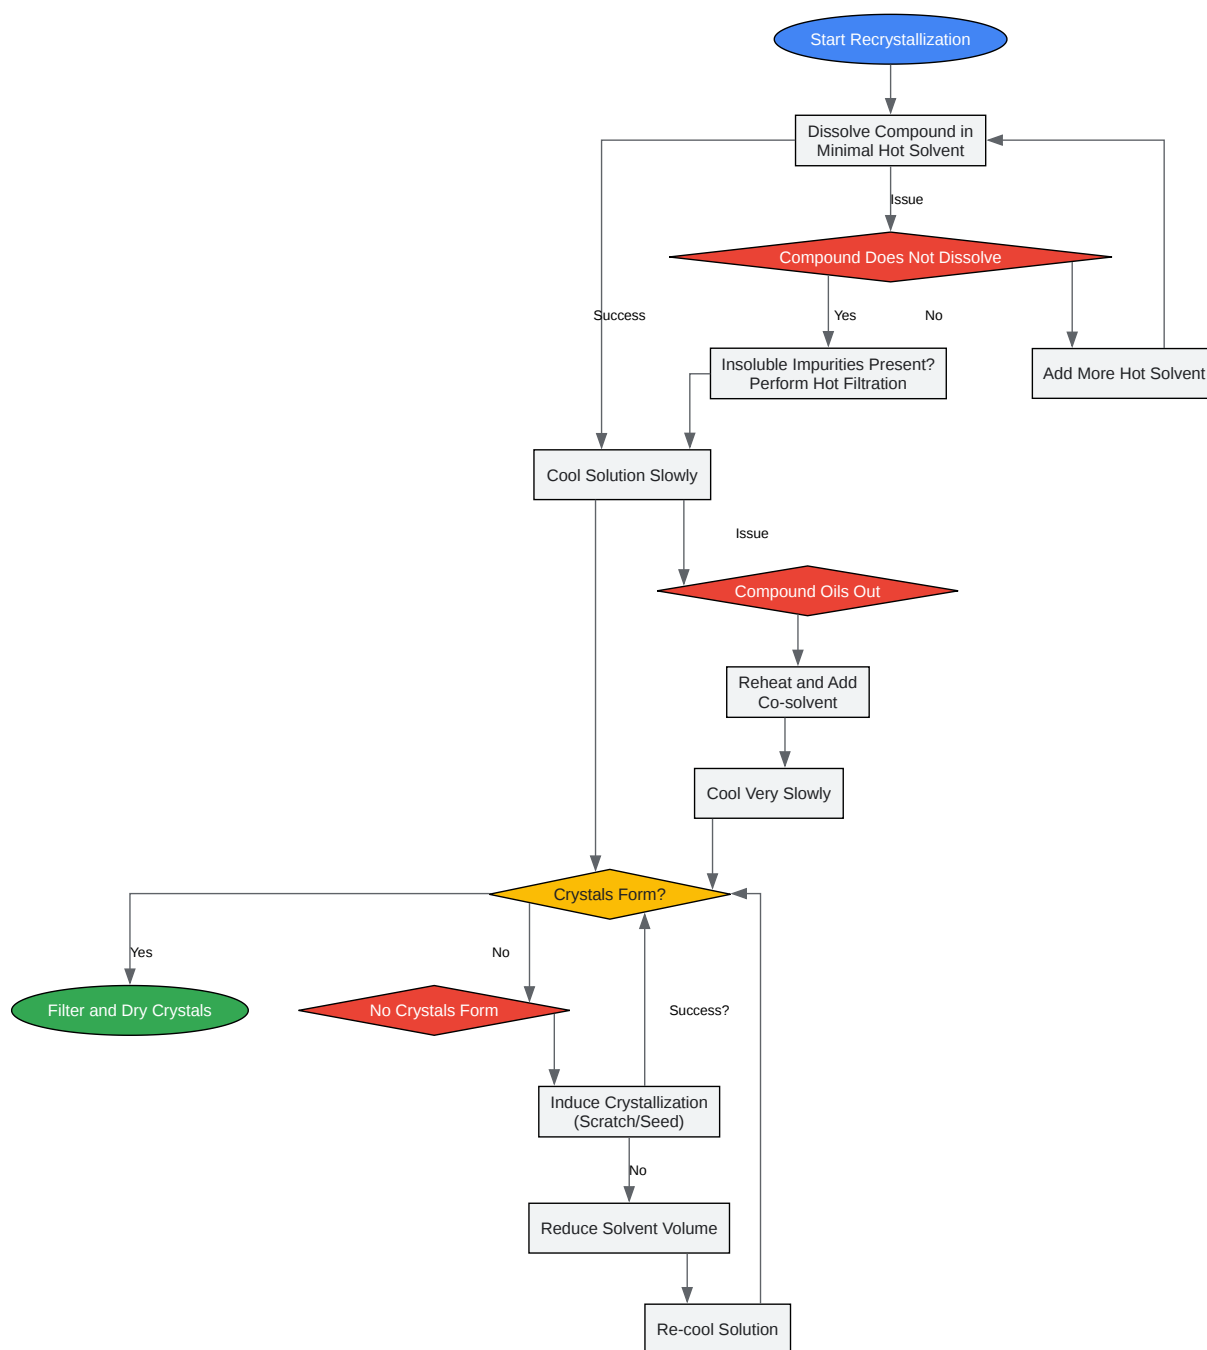 Start Recrystallization
Dissolve Compound in
Minimal Hot Solvent
Issue
Compound Does Not Dissolve
Success
Yes
No
Insoluble Impurities Present?
Perform Hot Filtration
Add More Hot Solvent
Cool Solution Slowly
Issue
Compound Oils Out
Reheat and Add
Co-solvent
Cool Very Slowly
Crystals Form?
Yes
No
Filter and Dry Crystals
No Crystals Form
Success?
Induce Crystallization
(Scratch/Seed)
No
Reduce Solvent Volume
Re-cool Solution